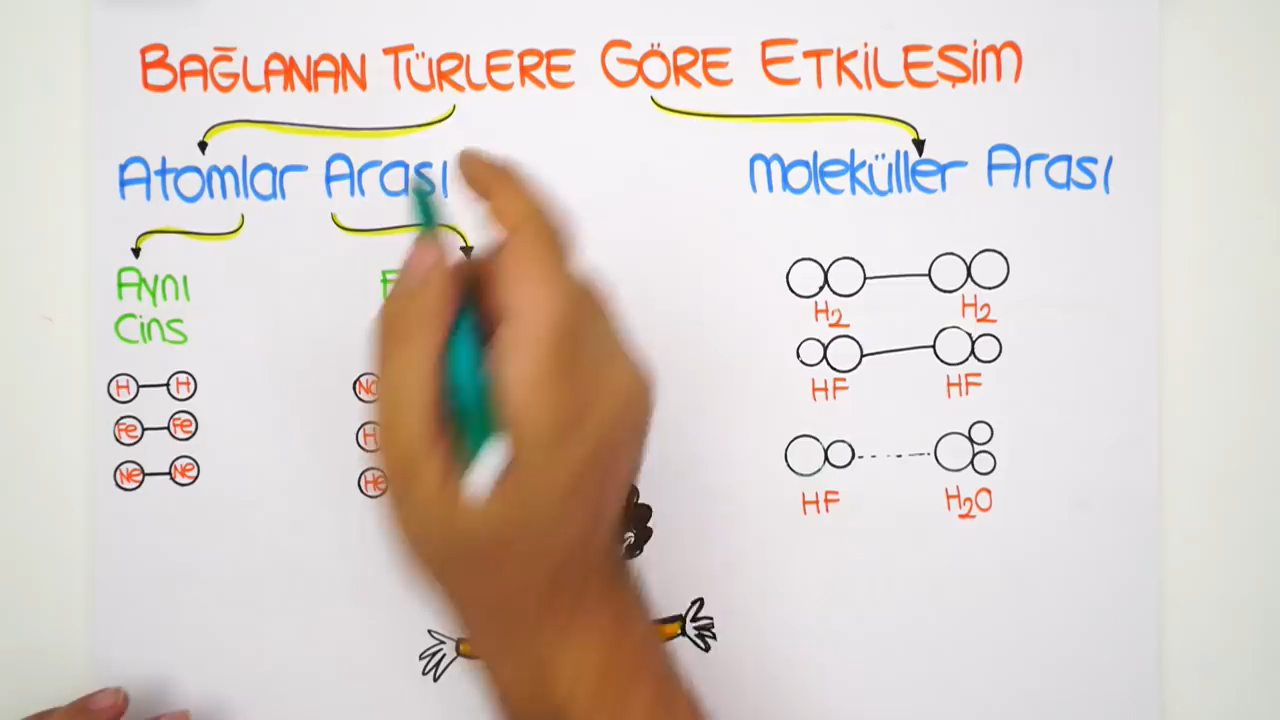 BAĞLANAN TÜRLERE GÖRE ETKİLEŞİM
Atomlar Arası
moleküller Arası
Aynı
Cins
H H
Fe Fe
Ne Ne
H
He
H2 H2
HF HF
HF H2O